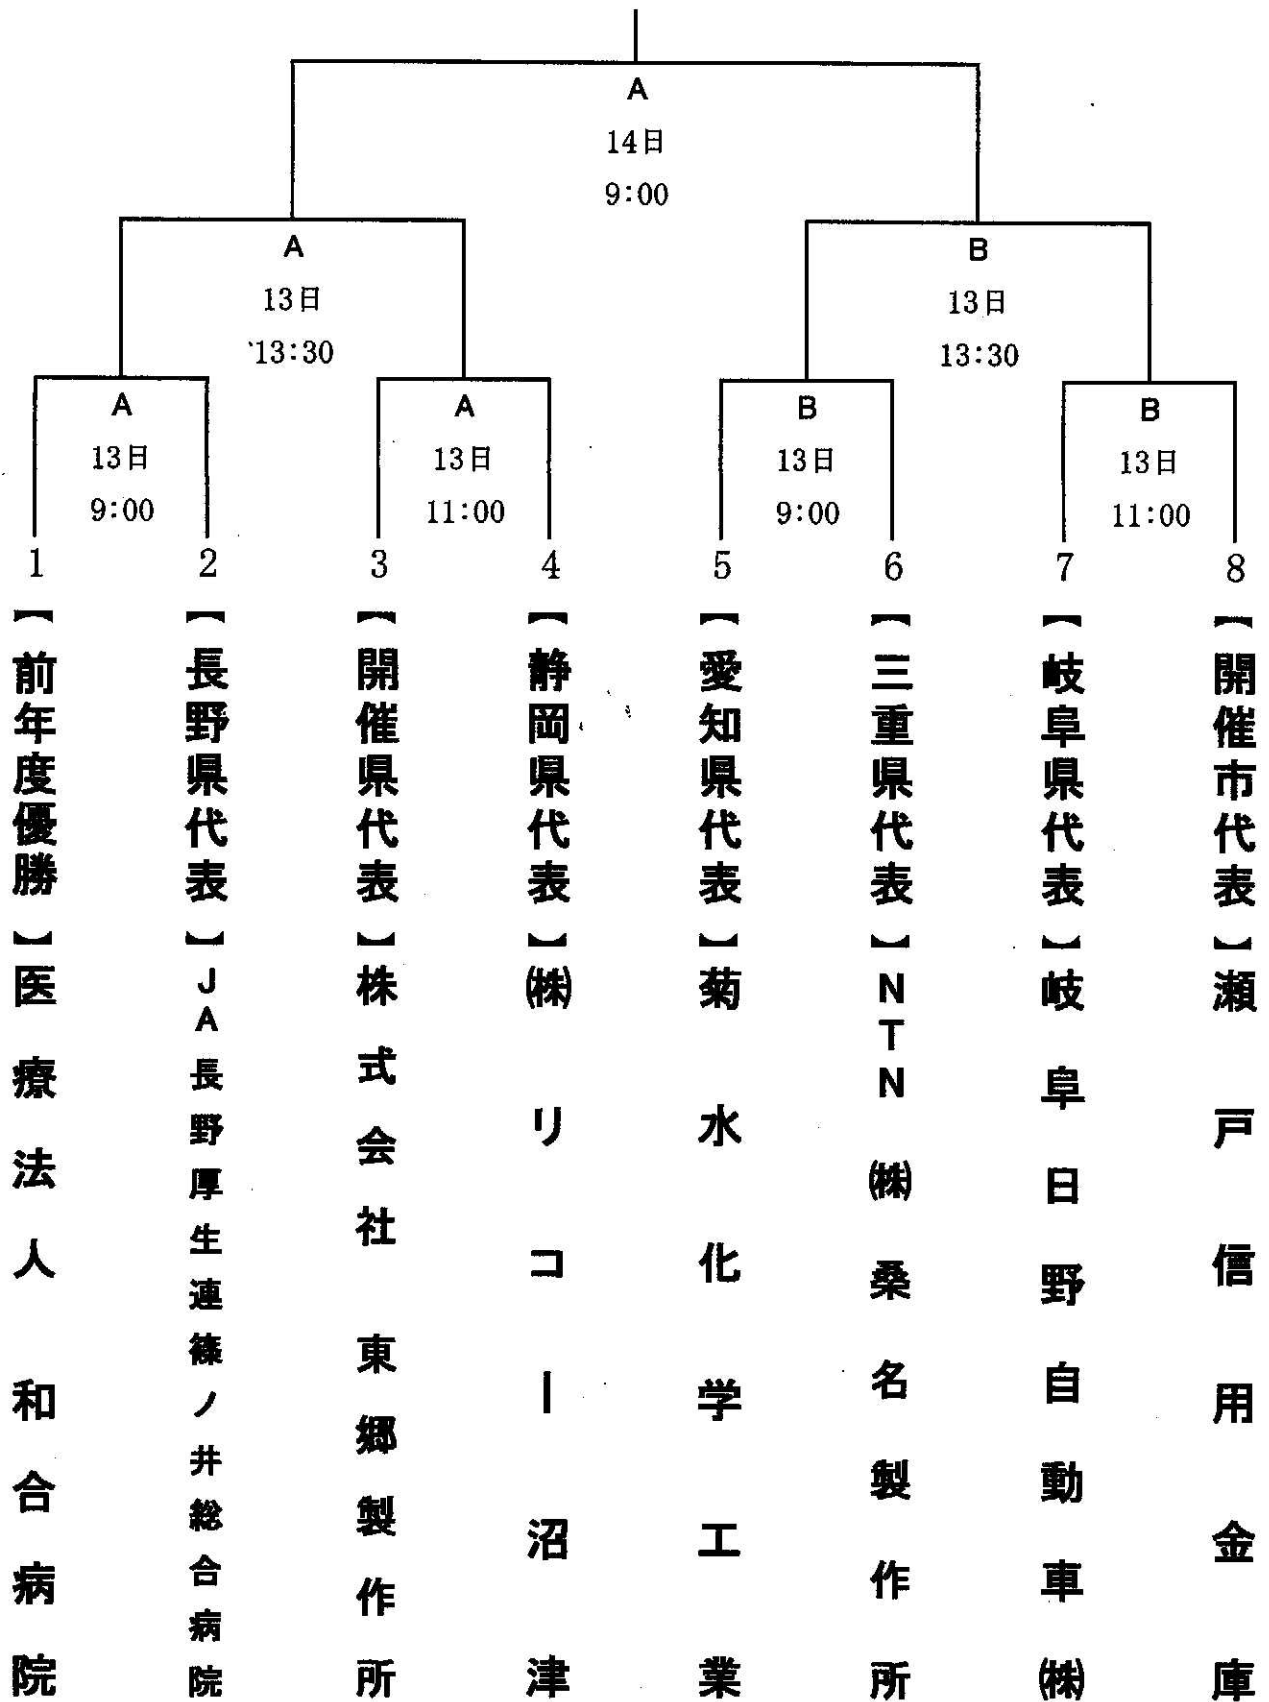 A
14日
9:00
A
13日
13:30
B
13日
13:30
A
13日
9:00
A
13日
11:00
B
13日
9:00
B
13日
11:00
1
【前年度優勝】医療法人 和合病院
2
【長野県代表】JA長野厚生連篠ノ井総合病院
3
【開催県代表】株式会社 東郷製作所
4
【静岡県代表】㈱リコー沼津
5
【愛知県代表】菊水化学工業
6
【三重県代表】NTN㈱桑名製作所
7
【岐阜県代表】岐阜日野自動車㈱
8
【開催市代表】瀬戸信用金庫